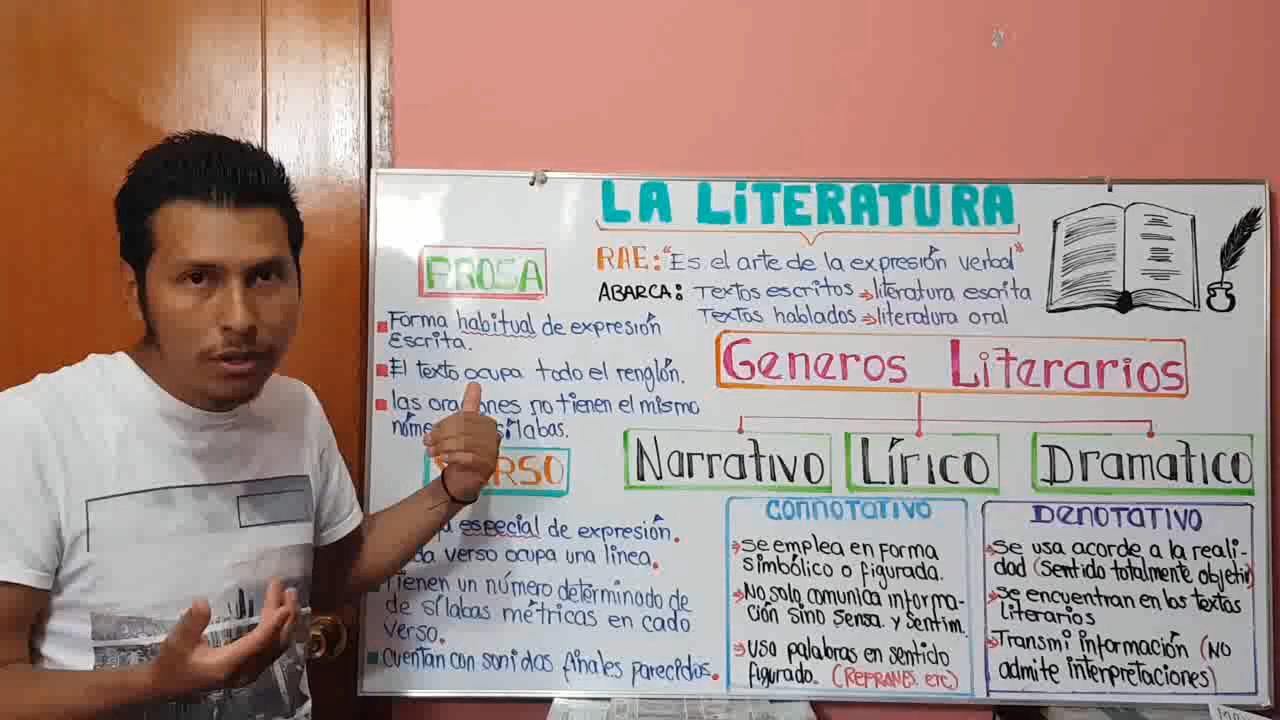 LA LiTERATURA
RAE: "Es el arte de la expresión verbal"
ABARCA: Textos escritos → literatura escrita
Textos hablados → literatura oral
PROSA
Forma habitual de expresión
Escrita.
El texto ocupa todo el renglón.
las oraciones no tienen el mismo
VERSO
especial de expresión.
verso ocupa una línea.
Tienen un número determinado de
de sílabas métricas en cada
verso.
Cuentan con sonidos finales parecidos.
Generos Literarios
Narrativo
Lírico
Dramatico
CONNOTATIVO
Se emplea en forma
simbólico o figurada.
No solo comunica informa-
ción sino sensa. y sentim.
Usa palabras en sentido
figurado. (REFRANES. etc)
DENOTATIVO
Se usa acorde a la reali-
dad (sentido totalmente objetiv)
Se encuentran en los textos
literarios
Transmi información (NO
admite interpretaciones)